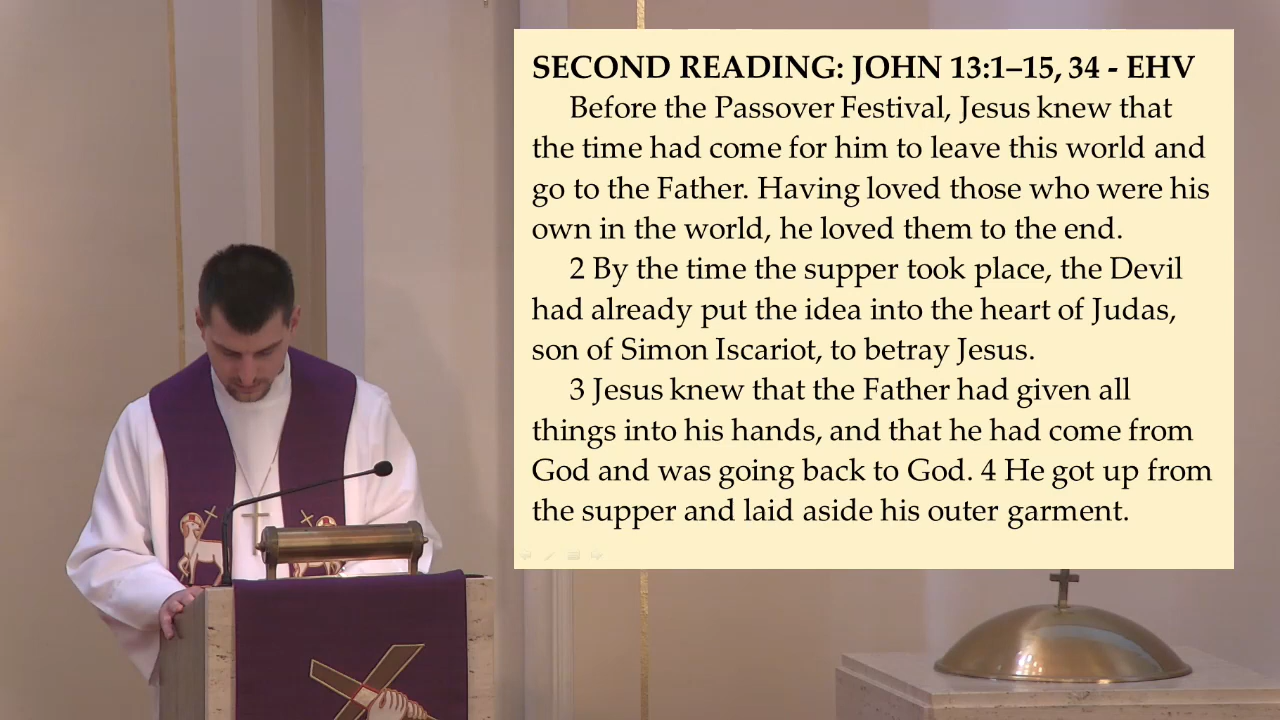 SECOND READING: JOHN 13:1–15, 34 - EHV
Before the Passover Festival, Jesus knew that
the time had come for him to leave this world and
go to the Father. Having loved those who were his
own in the world, he loved them to the end.
2 By the time the supper took place, the Devil
had already put the idea into the heart of Judas,
son of Simon Iscariot, to betray Jesus.
3 Jesus knew that the Father had given all
things into his hands, and that he had come from
God and was going back to God. 4 He got up from
the supper and laid aside his outer garment.